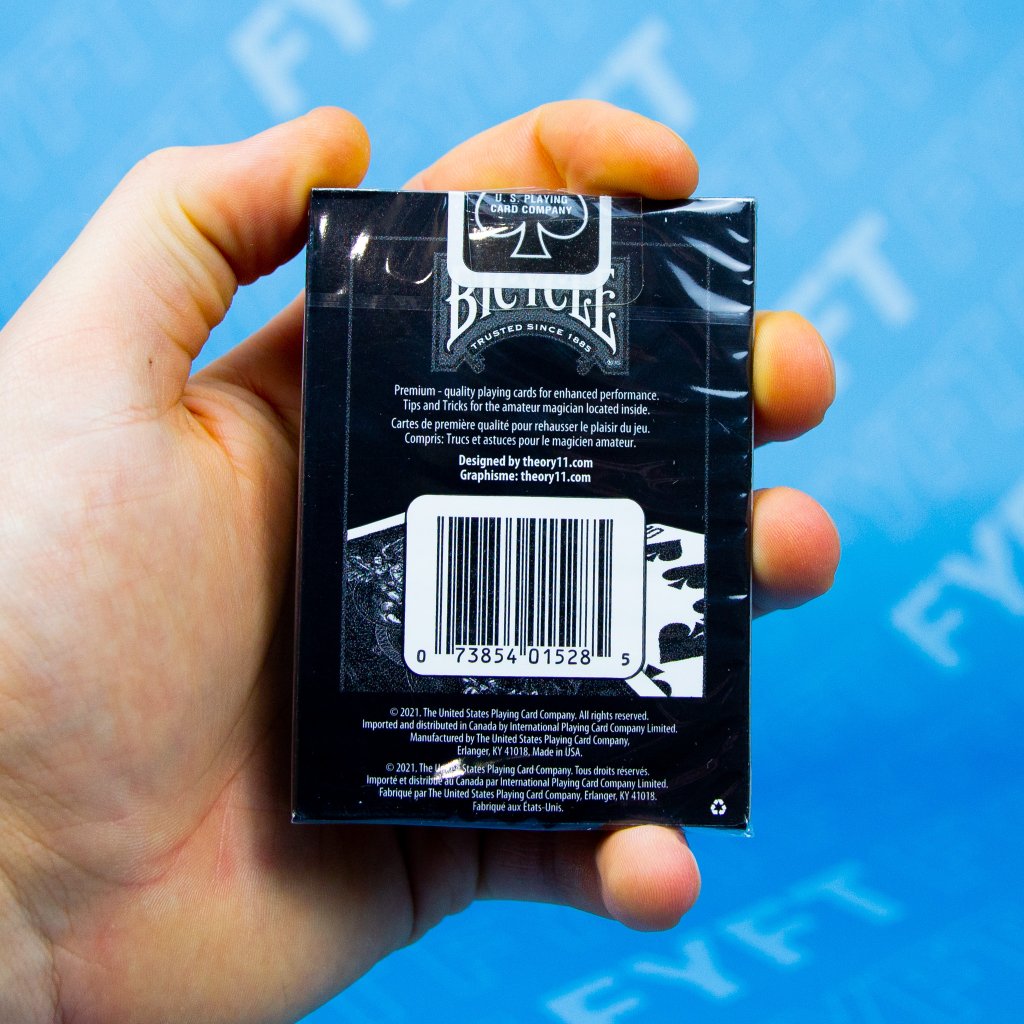 FYFT
FYFT
U. S. PLAYING
CARD COMPANY
BICYCLE
TRUSTED SINCE 1885
FYFT
Premium - quality playing cards for enhanced performance.
Tips and Tricks for the amateur magician located inside.
Cartes de première qualité pour rehausser le plaisir du jeu.
Compris: Trucs et astuces pour le magicien amateur.
Designed by theory11.com
Graphisme: theory11.com
FYFT
0 73854 01528 5
© 2021. The United States Playing Card Company. All rights reserved.
Imported and distributed in Canada by International Playing Card Company Limited.
Manufactured by The United States Playing Card Company,
Erlanger, KY 41018. Made in USA.
© 2021. The United States Playing Card Company. Tous droits réservés.
Importé et distribué au Canada par International Playing Card Company Limited.
Fabriqué par The United States Playing Card Company, Erlanger, KY 41018.
Fabriqué aux États-Unis.
FYFT